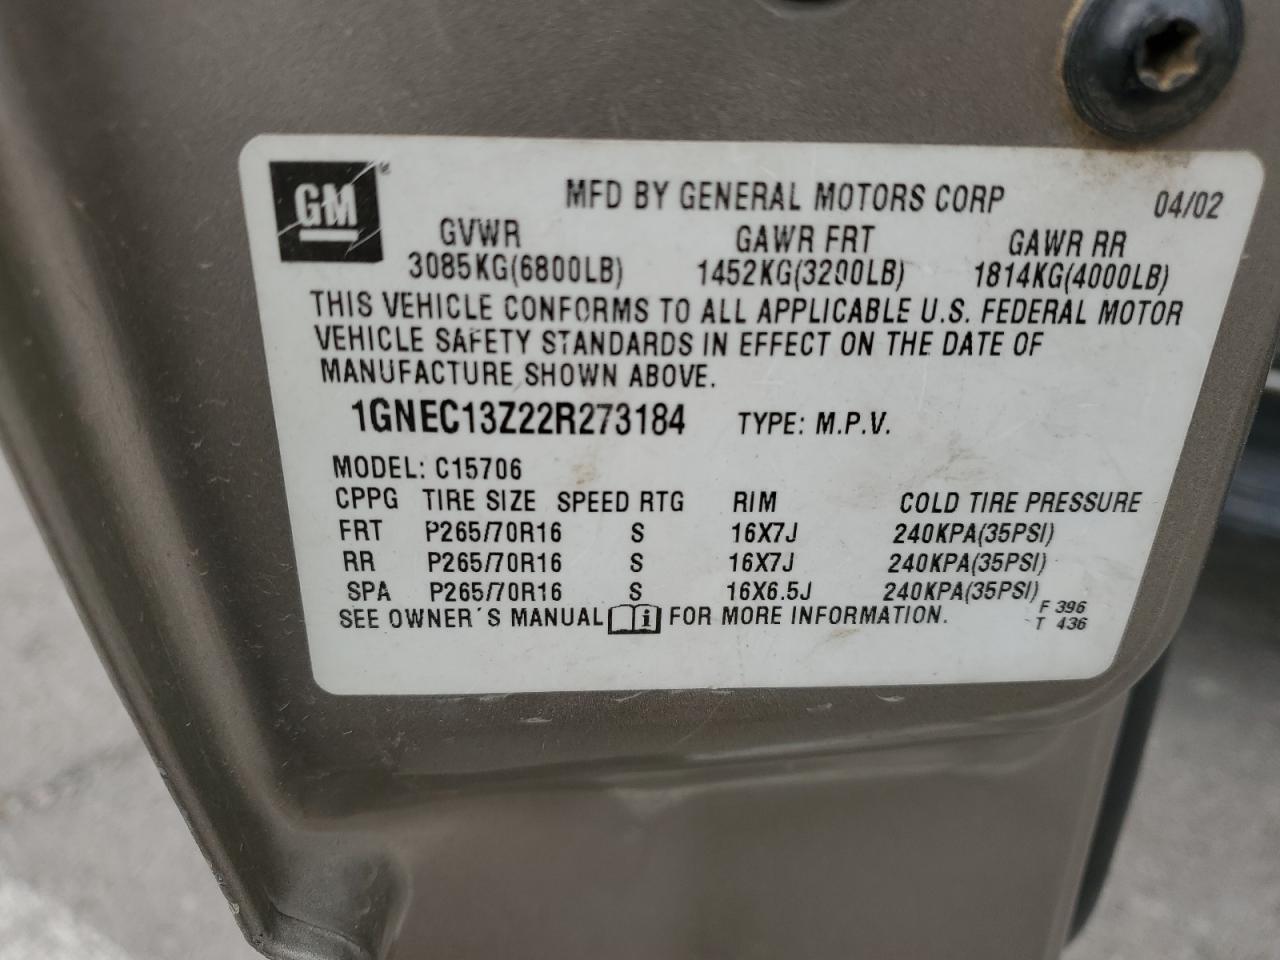 GM
MFD BY GENERAL MOTORS CORP 04/02
GVWR GAWR FRT GAWR RR
3085KG(6800LB) 1452KG(3200LB) 1814KG(4000LB)
THIS VEHICLE CONFORMS TO ALL APPLICABLE U.S. FEDERAL MOTOR
VEHICLE SAFETY STANDARDS IN EFFECT ON THE DATE OF
MANUFACTURE SHOWN ABOVE.
1GNEC13Z22R273184 TYPE: M.P.V.
MODEL: C15706
CPPG TIRE SIZE SPEED RTG RIM COLD TIRE PRESSURE
FRT P265/70R16 S 16X7J 240KPA(35PSI)
RR P265/70R16 S 16X7J 240KPA(35PSI)
SPA P265/70R16 S 16X6.5J 240KPA(35PSI)
SEE OWNER'S MANUAL i FOR MORE INFORMATION.
F 396
T 436